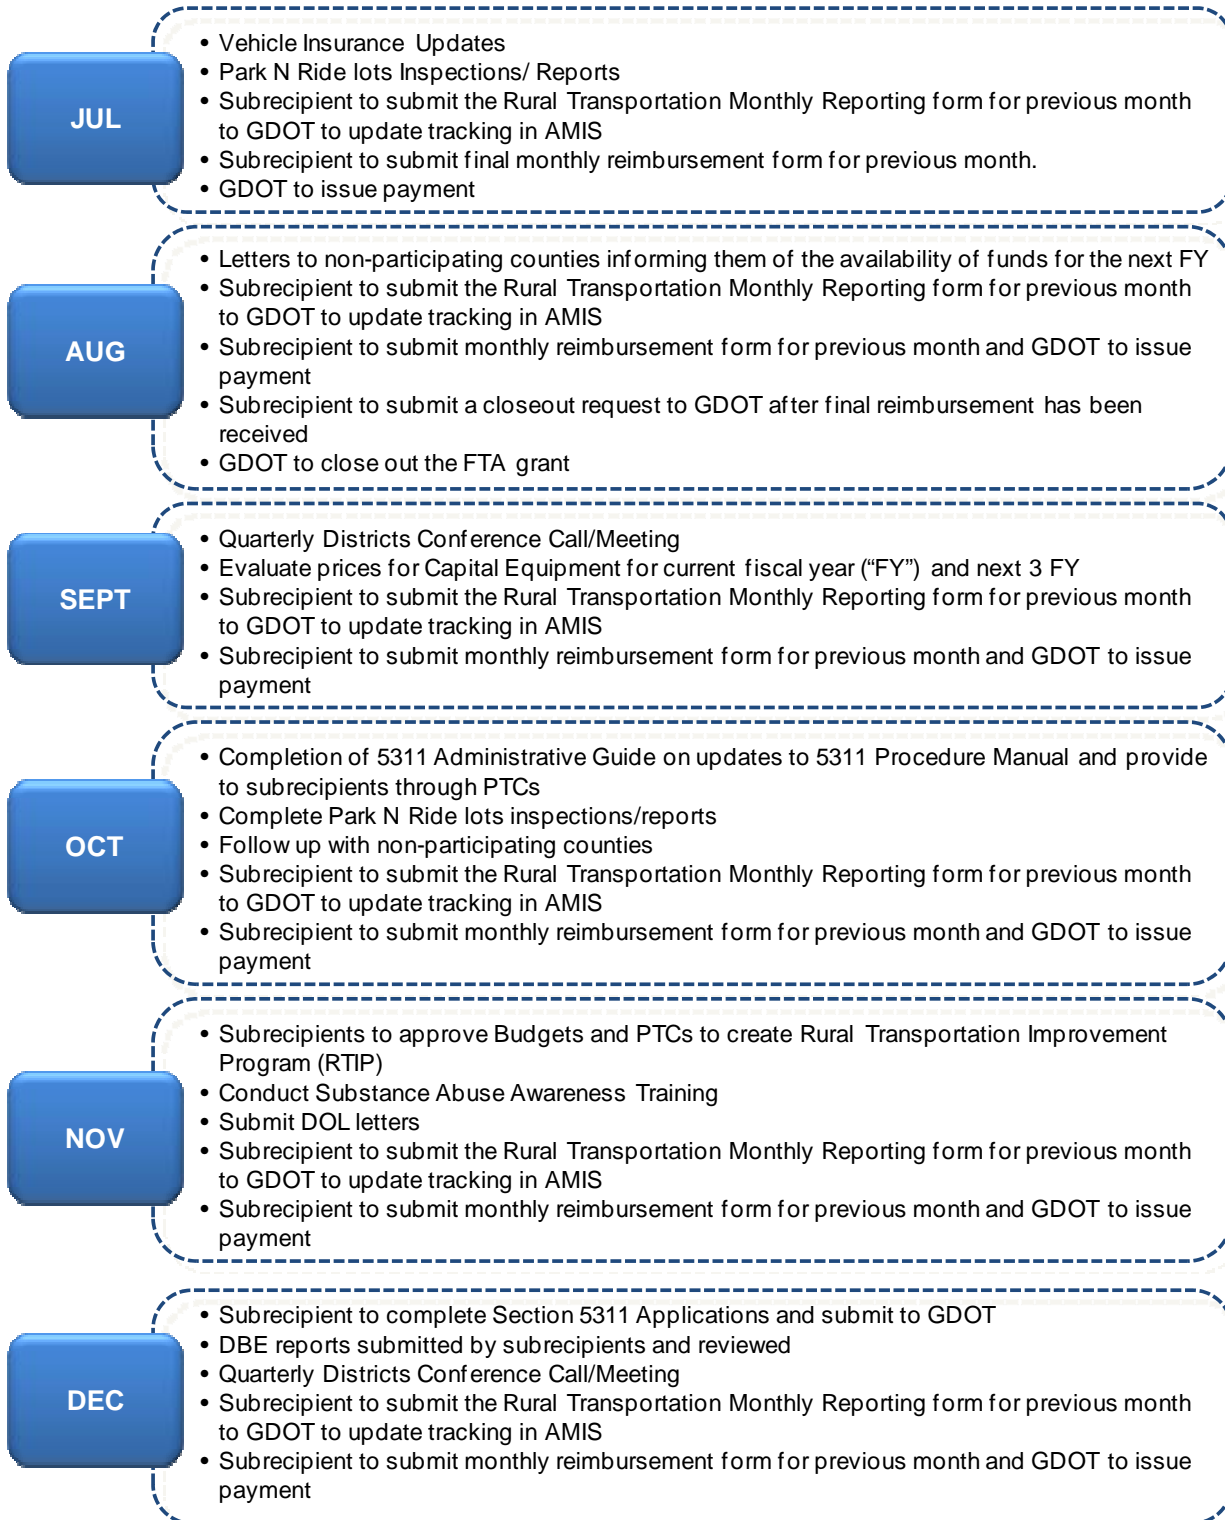 JUL
• Vehicle Insurance Updates
• Park N Ride lots Inspections/ Reports
• Subrecipient to submit the Rural Transportation Monthly Reporting form for previous month
to GDOT to update tracking in AMIS
• Subrecipient to submit final monthly reimbursement form for previous month.
• GDOT to issue payment
AUG
• Letters to non-participating counties informing them of the availability of funds for the next FY
• Subrecipient to submit the Rural Transportation Monthly Reporting form for previous month
to GDOT to update tracking in AMIS
• Subrecipient to submit monthly reimbursement form for previous month and GDOT to issue
payment
• Subrecipient to submit a closeout request to GDOT after final reimbursement has been
received
• GDOT to close out the FTA grant
SEPT
• Quarterly Districts Conference Call/Meeting
• Evaluate prices for Capital Equipment for current fiscal year (“FY”) and next 3 FY
• Subrecipient to submit the Rural Transportation Monthly Reporting form for previous month
to GDOT to update tracking in AMIS
• Subrecipient to submit monthly reimbursement form for previous month and GDOT to issue
payment
OCT
• Completion of 5311 Administrative Guide on updates to 5311 Procedure Manual and provide
to subrecipients through PTCs
• Complete Park N Ride lots inspections/reports
• Follow up with non-participating counties
• Subrecipient to submit the Rural Transportation Monthly Reporting form for previous month
to GDOT to update tracking in AMIS
• Subrecipient to submit monthly reimbursement form for previous month and GDOT to issue
payment
NOV
• Subrecipients to approve Budgets and PTCs to create Rural Transportation Improvement
Program (RTIP)
• Conduct Substance Abuse Awareness Training
• Submit DOL letters
• Subrecipient to submit the Rural Transportation Monthly Reporting form for previous month
to GDOT to update tracking in AMIS
• Subrecipient to submit monthly reimbursement form for previous month and GDOT to issue
payment
DEC
• Subrecipient to complete Section 5311 Applications and submit to GDOT
• DBE reports submitted by subrecipients and reviewed
• Quarterly Districts Conference Call/Meeting
• Subrecipient to submit the Rural Transportation Monthly Reporting form for previous month
to GDOT to update tracking in AMIS
• Subrecipient to submit monthly reimbursement form for previous month and GDOT to issue
payment